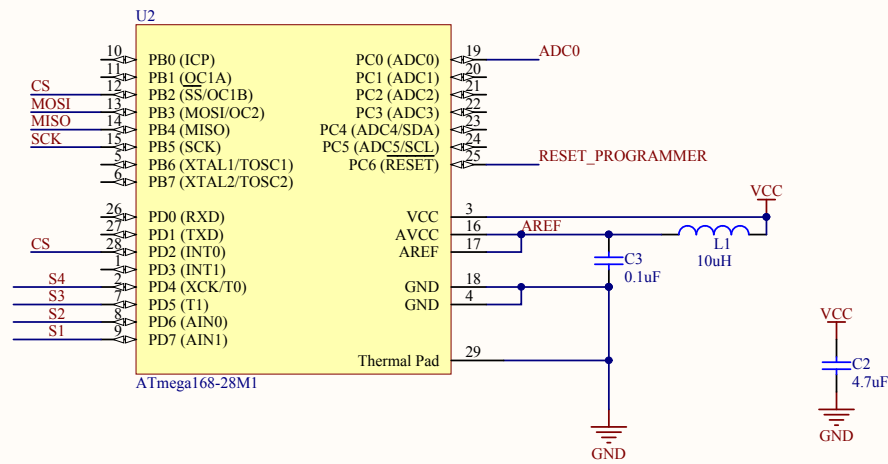 U2
10 PB0 (ICP) PC0 (ADC0) 19 ADC0
11 PB1 (OC1A) PC1 (ADC1) 20
CS 12 PB2 (SS/OC1B) PC2 (ADC2) 21
MOSI 13 PB3 (MOSI/OC2) PC3 (ADC3) 22
MISO 14 PB4 (MISO) PC4 (ADC4/SDA) 23
SCK 15 PB5 (SCK) PC5 (ADC5/SCL) 24
5 PB6 (XTAL1/TOSC1) PC6 (RESET) 25 RESET_PROGRAMMER
6 PB7 (XTAL2/TOSC2)
VCC
26 PD0 (RXD) VCC 3
27 PD1 (TXD) AVCC 16 AREF
28 CS PD2 (INT0) AREF 17
L1
10uH
1 PD3 (INT1)
C3
0.1uF
S4 2 PD4 (XCK/T0) GND 18
S3 7 PD5 (T1) GND 4
S2 8 PD6 (AIN0)
S1 9 PD7 (AIN1)
VCC
Thermal Pad 29
C2
4.7uF
ATmega168-28M1
GND
GND